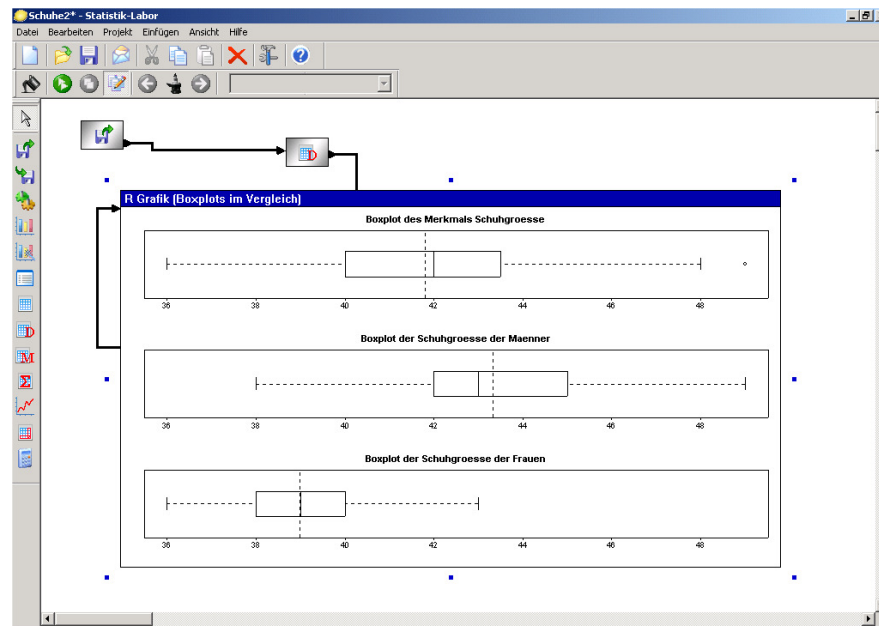 Schuhe2* - Statistik-Labor
Datei Bearbeiten Projekt Einfügen Ansicht Hilfe
R Grafik (Boxplots im Vergleich)
Boxplot des Merkmals Schuhgroesse
36 38 40 42 44 46 48
Boxplot der Schuhgroesse der Maenner
36 38 40 42 44 46 48
Boxplot der Schuhgroesse der Frauen
36 38 40 42 44 46 48